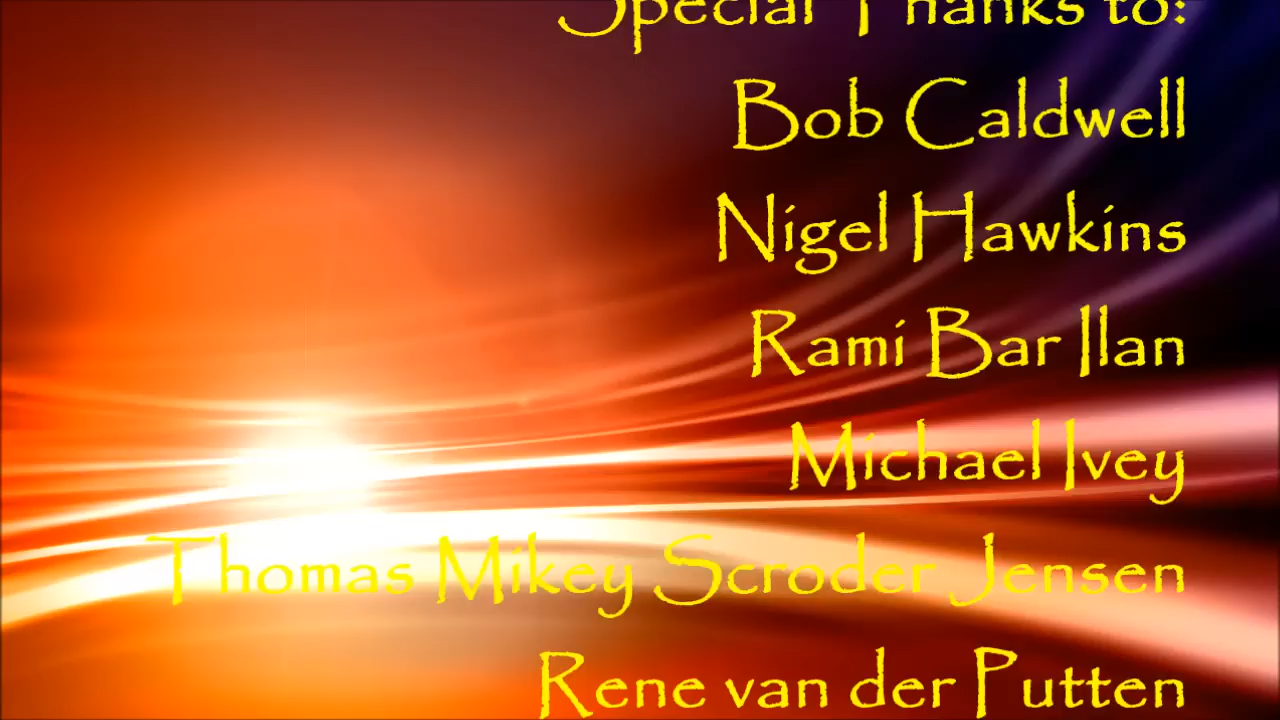 Special Thanks to:
Bob Caldwell
Nigel Hawkins
Rami Bar Ilan
Michael Ivey
Thomas Mikey Scroder Jensen
Rene van der Putten